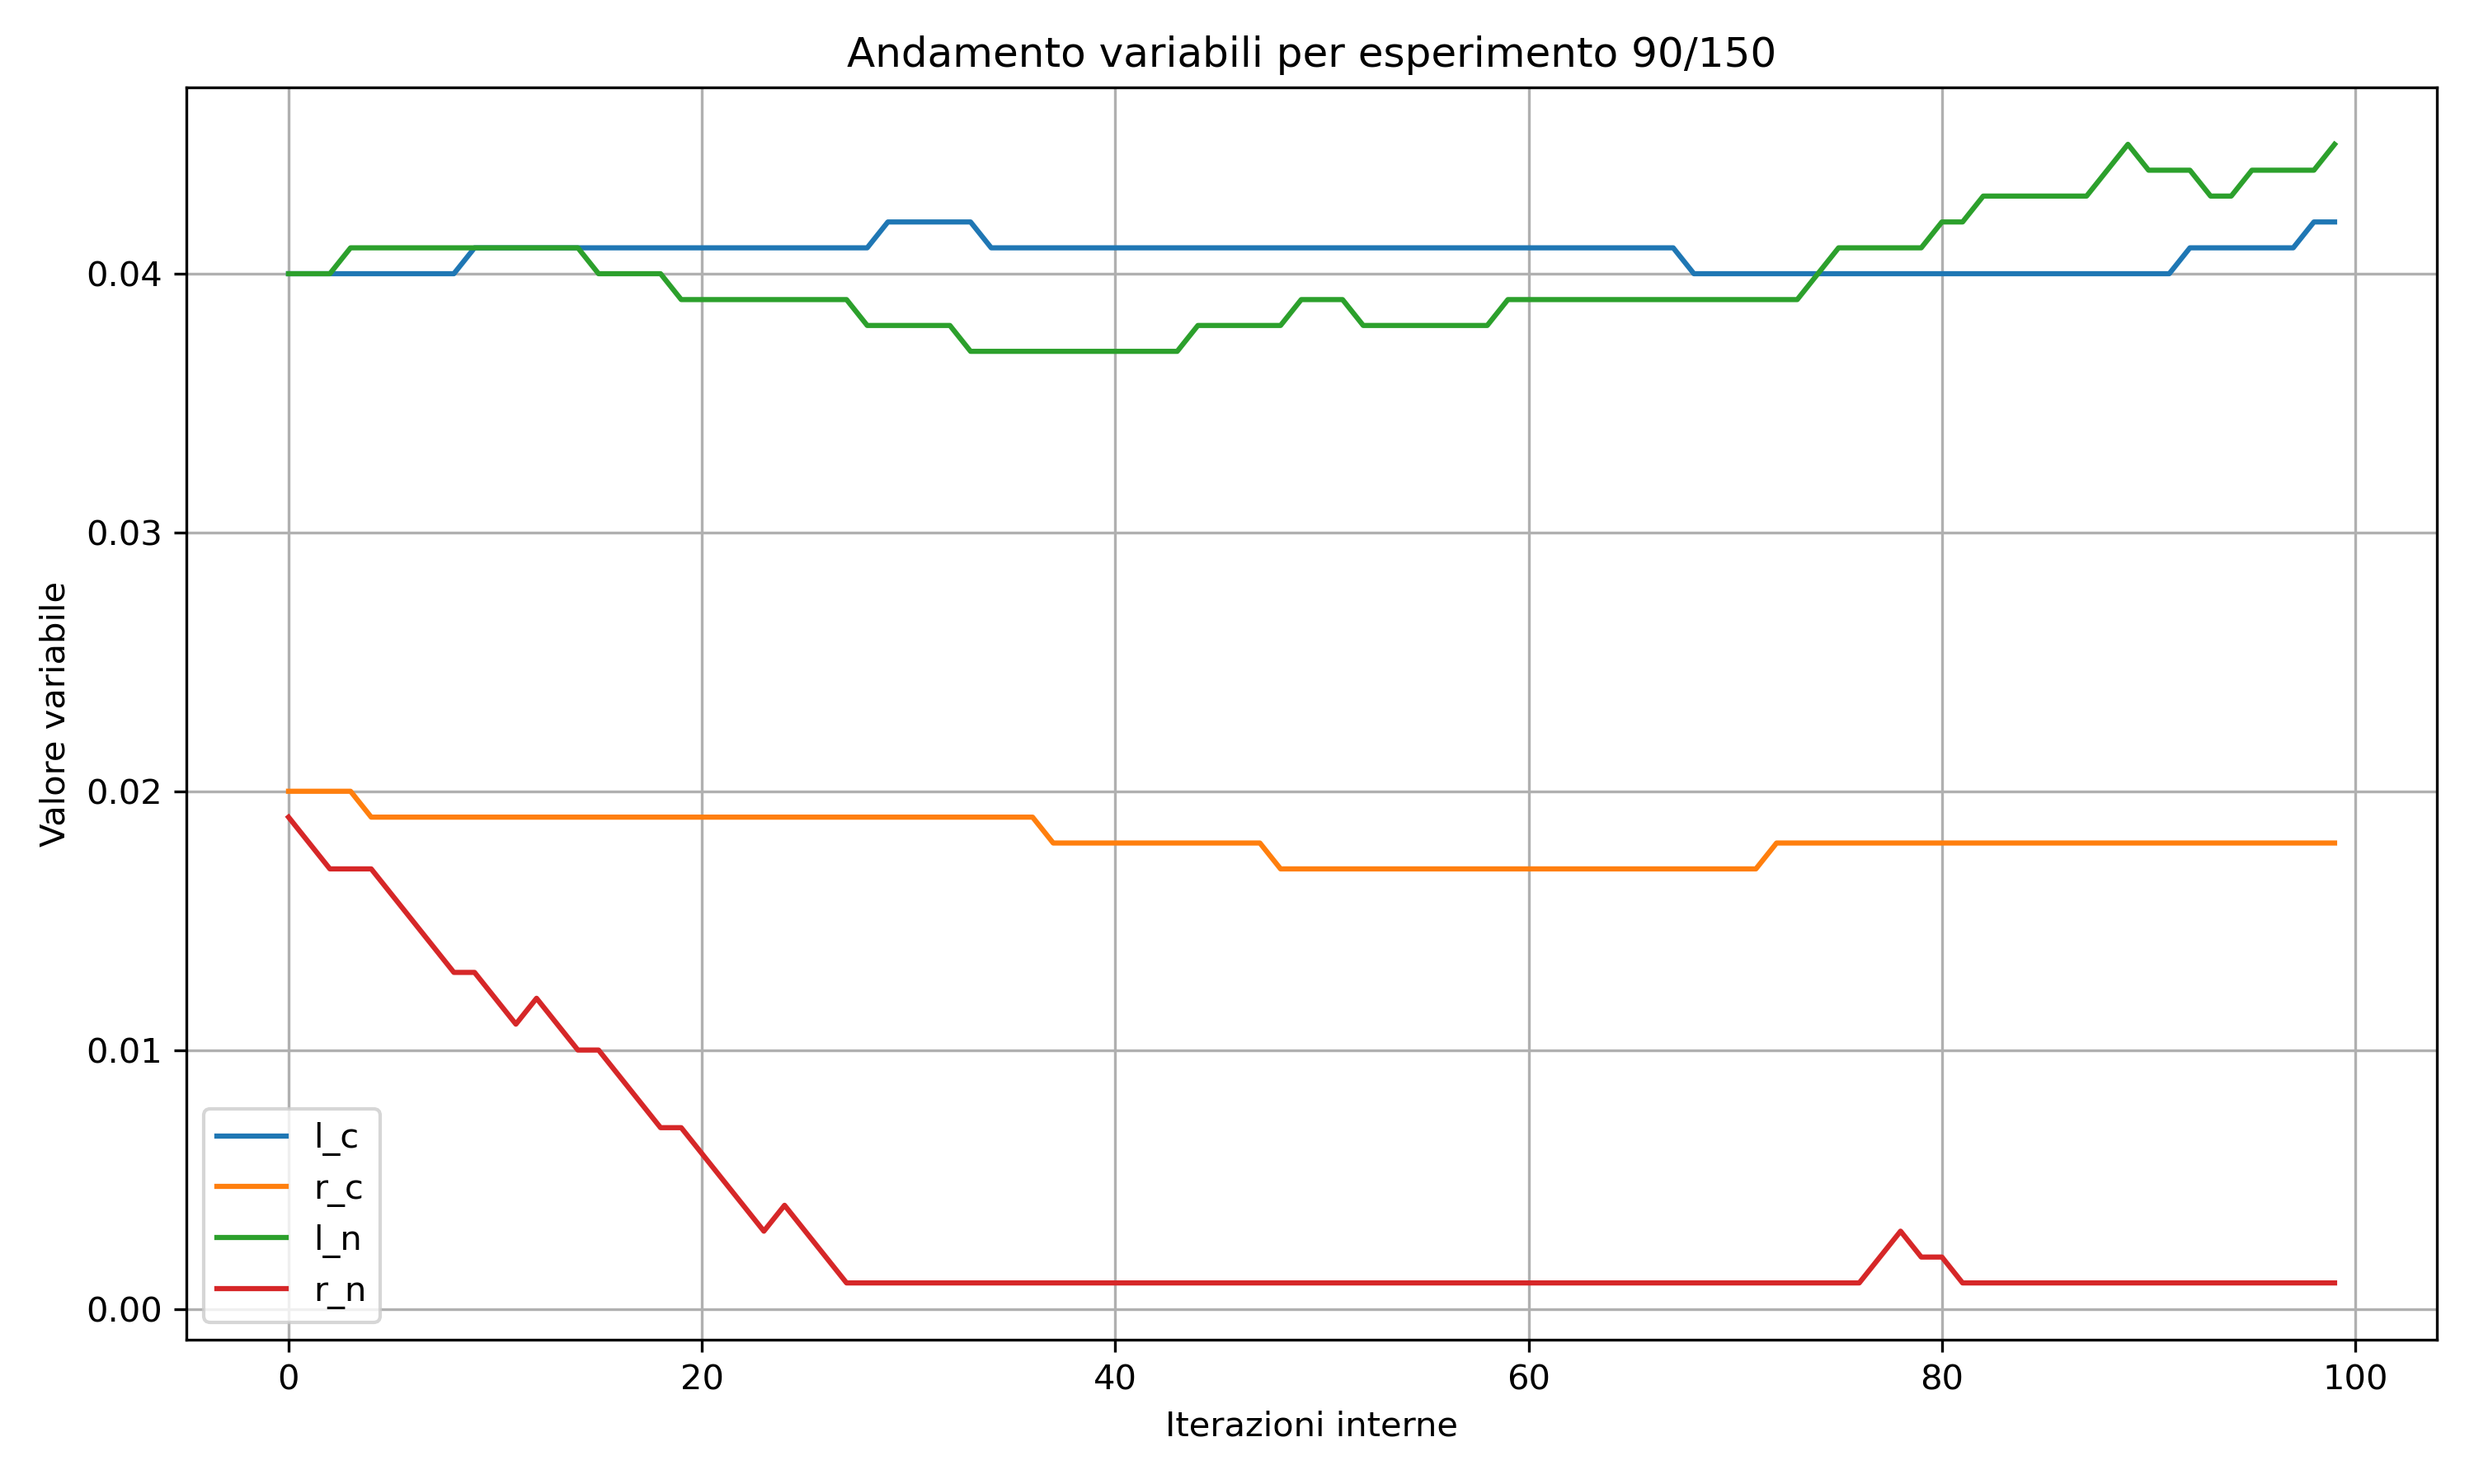 Andamento variabili per esperimento 90/150
Valore variabile
0.04
0.03
0.02
0.01
0.00
l_c
r_c
l_n
r_n
0 20 40 60 80 100
Iterazioni interne